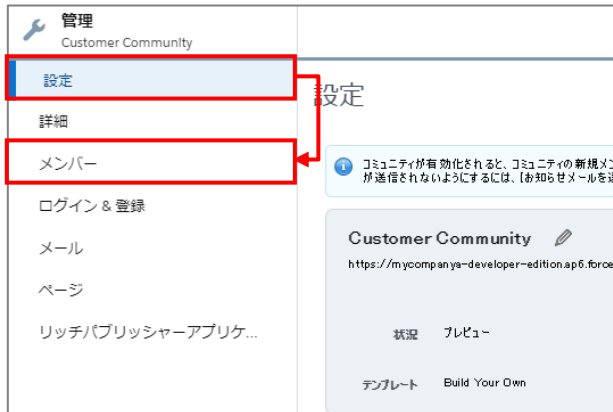 管理
Customer Community
設定
詳細
メンバー
ログイン & 登録
メール
ページ
リッチパブリッシャーアプリケ...
設定
コミュニティが有効化されると、コミュニティの新規メン
が送信されないようにするには、[お知らせメールを送
Customer Community
https://mycompanya-developer-edition.ap6.force
状況 プレビュー
テンプレート Build Your Own